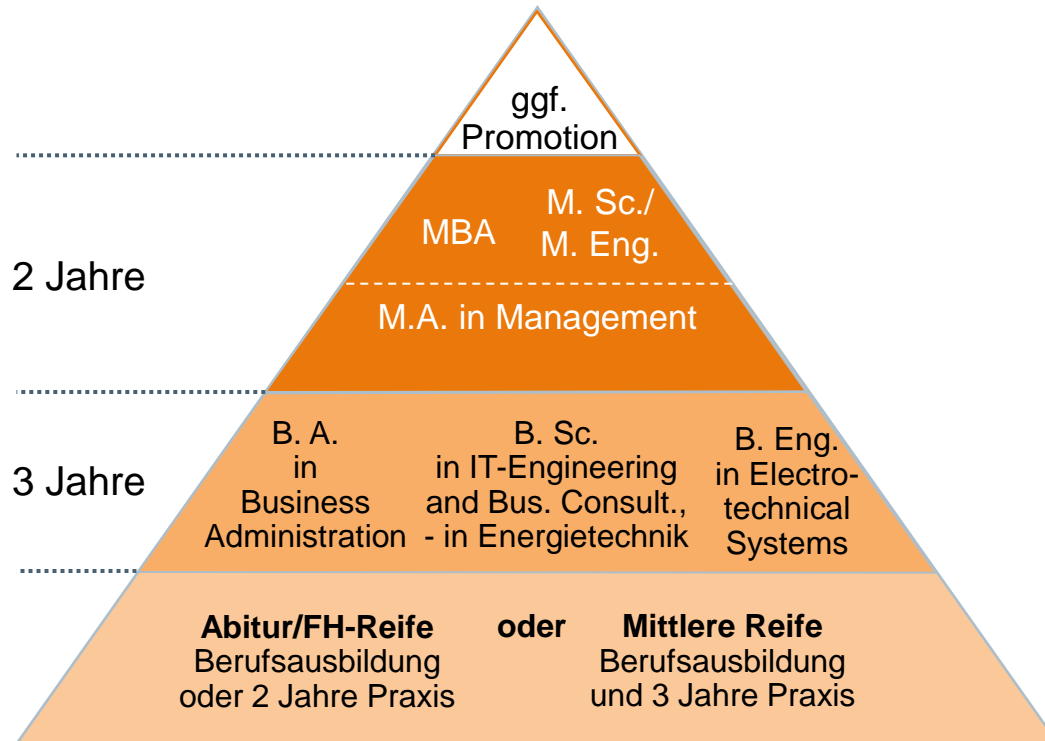 ggf.
Promotion
2 Jahre
MBA
M. Sc./
M. Eng.
M.A. in Management
3 Jahre
B. A.
in
Business
Administration
B. Sc.
in IT-Engineering
and Bus. Consult.,
- in Energietechnik
B. Eng.
in Electro-
technical
Systems
Abitur/FH-Reife
Berufsausbildung
oder 2 Jahre Praxis
oder
Mittlere Reife
Berufsausbildung
und 3 Jahre Praxis